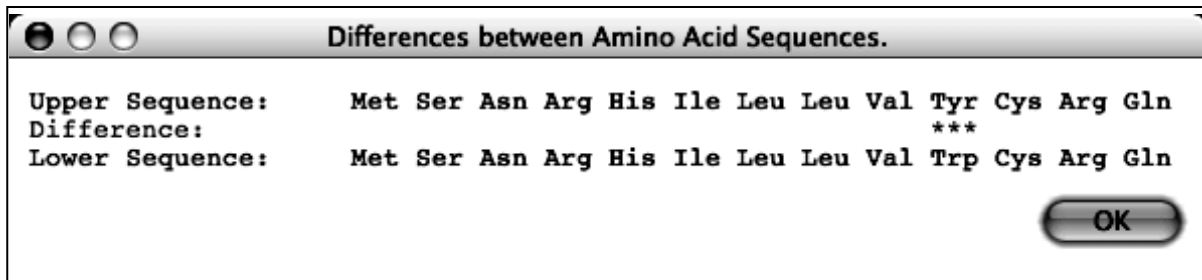 Differences between Amino Acid Sequences.
Upper Sequence: Met Ser Asn Arg His Ile Leu Leu Val Tyr Cys Arg Gln
Difference: ***
Lower Sequence: Met Ser Asn Arg His Ile Leu Leu Val Trp Cys Arg Gln
OK